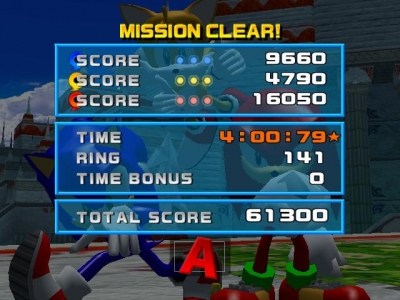 MISSION CLEAR!
SCORE 9660
SCORE 4790
SCORE 16050
TIME 4:00:79★
RING 141
TIME BONUS 0
TOTAL SCORE 61300
A